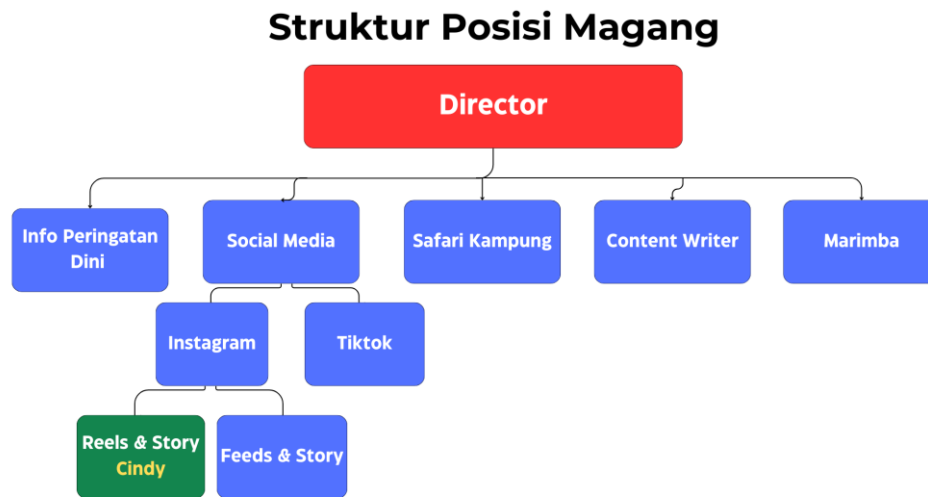 Struktur Posisi Magang
Director
Info Peringatan
Dini
Social Media
Safari Kampung
Content Writer
Marimba
Instagram
Tiktok
Reels & Story
Cindy
Feeds & Story